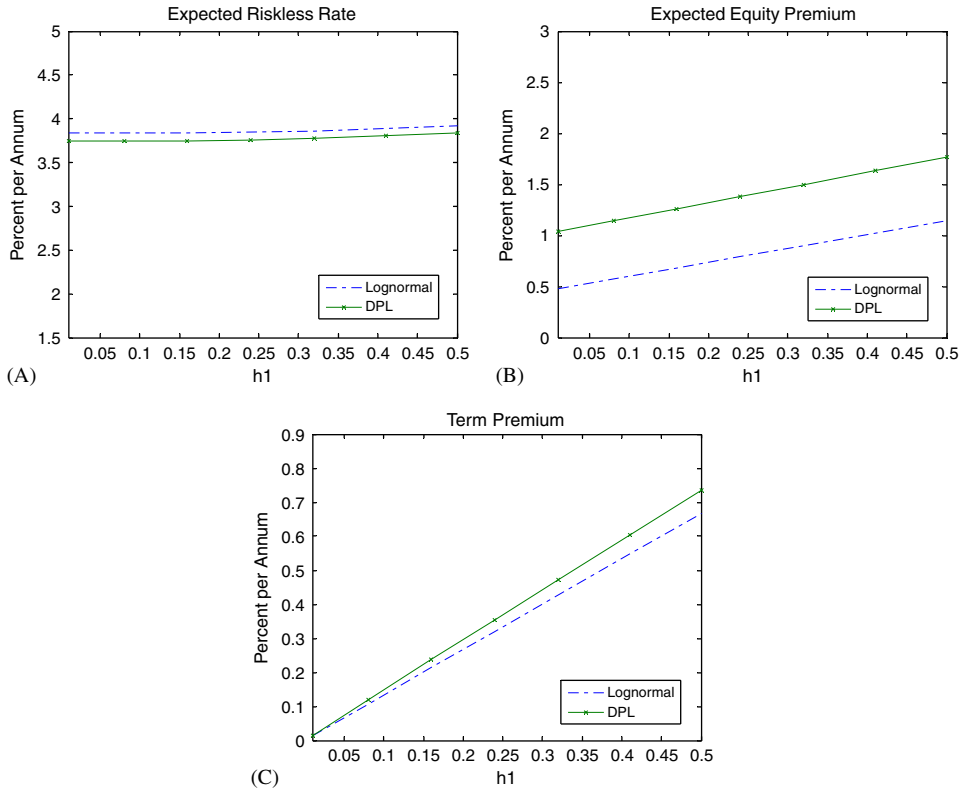 Expected Riskless Rate
5
4.5
4
3.5
3
2.5
2
1.5
Percent per Annum
Lognormal
DPL
0.05 0.1 0.15 0.2 0.25 0.3 0.35 0.4 0.45 0.5
h1
(A)
Expected Equity Premium
3
2.5
2
1.5
1
0.5
0
Percent per Annum
Lognormal
DPL
0.05 0.1 0.15 0.2 0.25 0.3 0.35 0.4 0.45 0.5
h1
(B)
Term Premium
0.9
0.8
0.7
0.6
0.5
0.4
0.3
0.2
0.1
0
Percent per Annum
Lognormal
DPL
0.05 0.1 0.15 0.2 0.25 0.3 0.35 0.4 0.45 0.5
h1
(C)